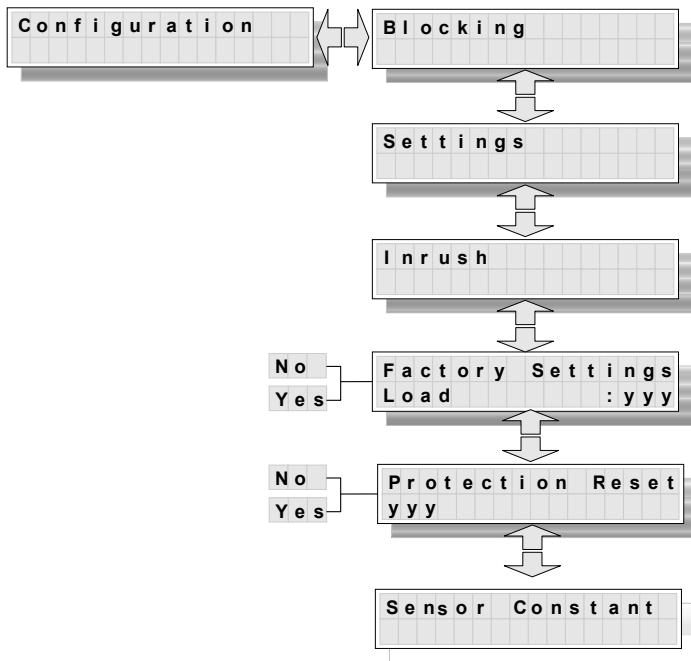 Configuration
Blocking
Settings
Inrush
No
Yes
Factory Settings
Load :yyy
No
Yes
Protection Reset
yyy
Sensor Constant